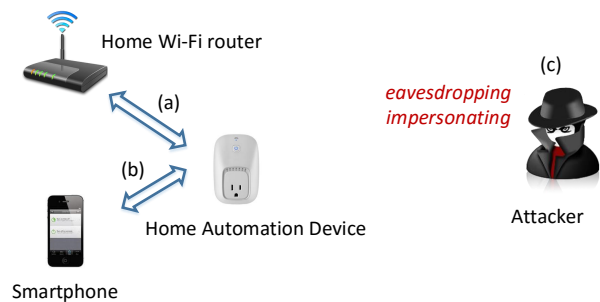 Home Wi-Fi router
(c)
eavesdropping
impersonating
(a)
(b)
Home Automation Device
Attacker
Smartphone